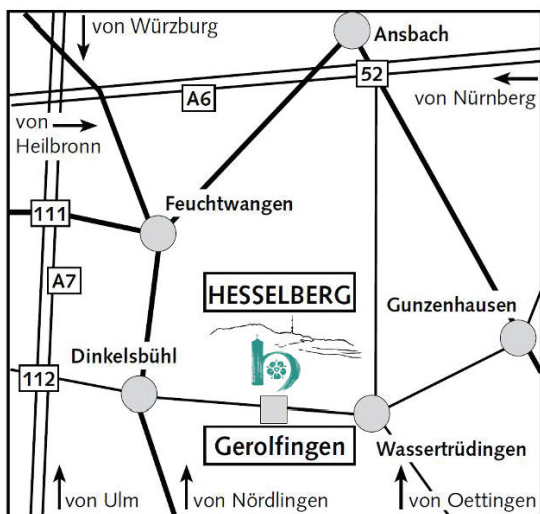 von Würzburg
Ansbach
52
A6
von Nürnberg
von
Heilbronn
Feuchtwangen
111
A7
HESSELBERG
Gunzenhausen
Dinkelsbühl
112
h
Gerolfingen
Wassertrüdingen
von Ulm
von Nördlingen
von Oettingen